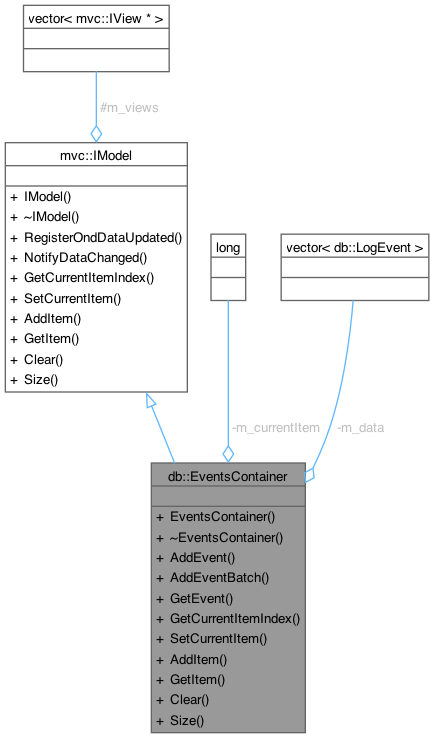 vector< mvc::IView * >
#m_views
mvc::IModel
+ IModel()
+ ~IModel()
+ RegisterOndDataUpdated()
+ NotifyDataChanged()
+ GetCurrentItemIndex()
+ SetCurrentItem()
+ AddItem()
+ GetItem()
+ Clear()
+ Size()
long
vector< db::LogEvent >
-m_currentItem
-m_data
db::EventsContainer
+ EventsContainer()
+ ~EventsContainer()
+ AddEvent()
+ AddEventBatch()
+ GetEvent()
+ GetCurrentItemIndex()
+ SetCurrentItem()
+ AddItem()
+ GetItem()
+ Clear()
+ Size()